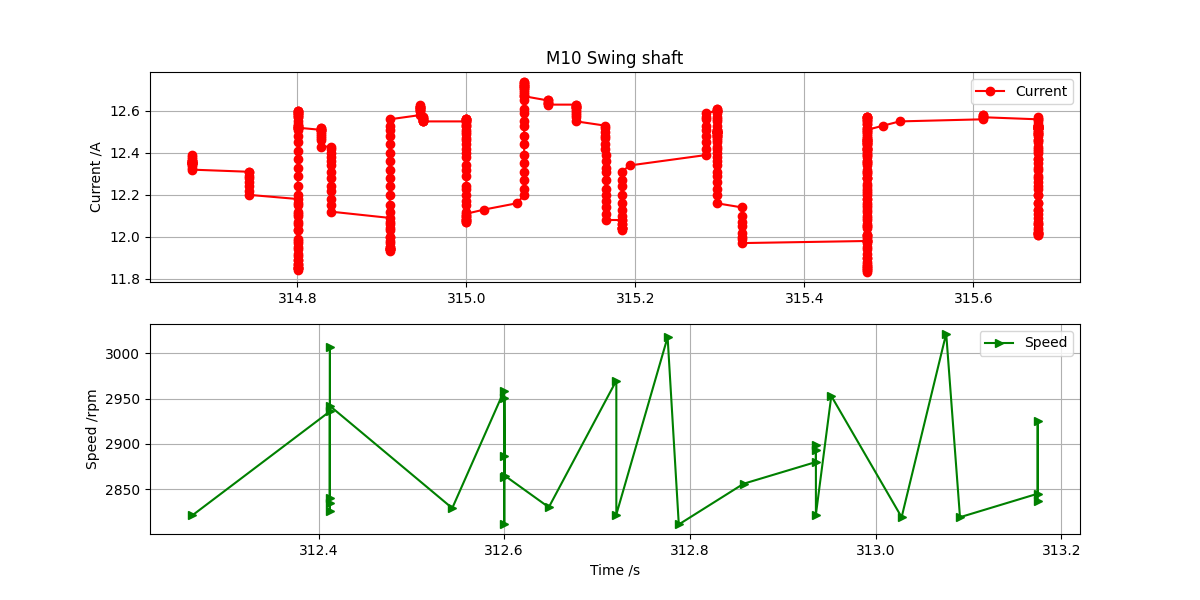 M10 Swing shaft
Current /A
12.6
12.4
12.2
12.0
11.8
Current
314.8 315.0 315.2 315.4 315.6
Speed /rpm
3000
2950
2900
2850
Speed
312.4 312.6 312.8 313.0 313.2
Time /s